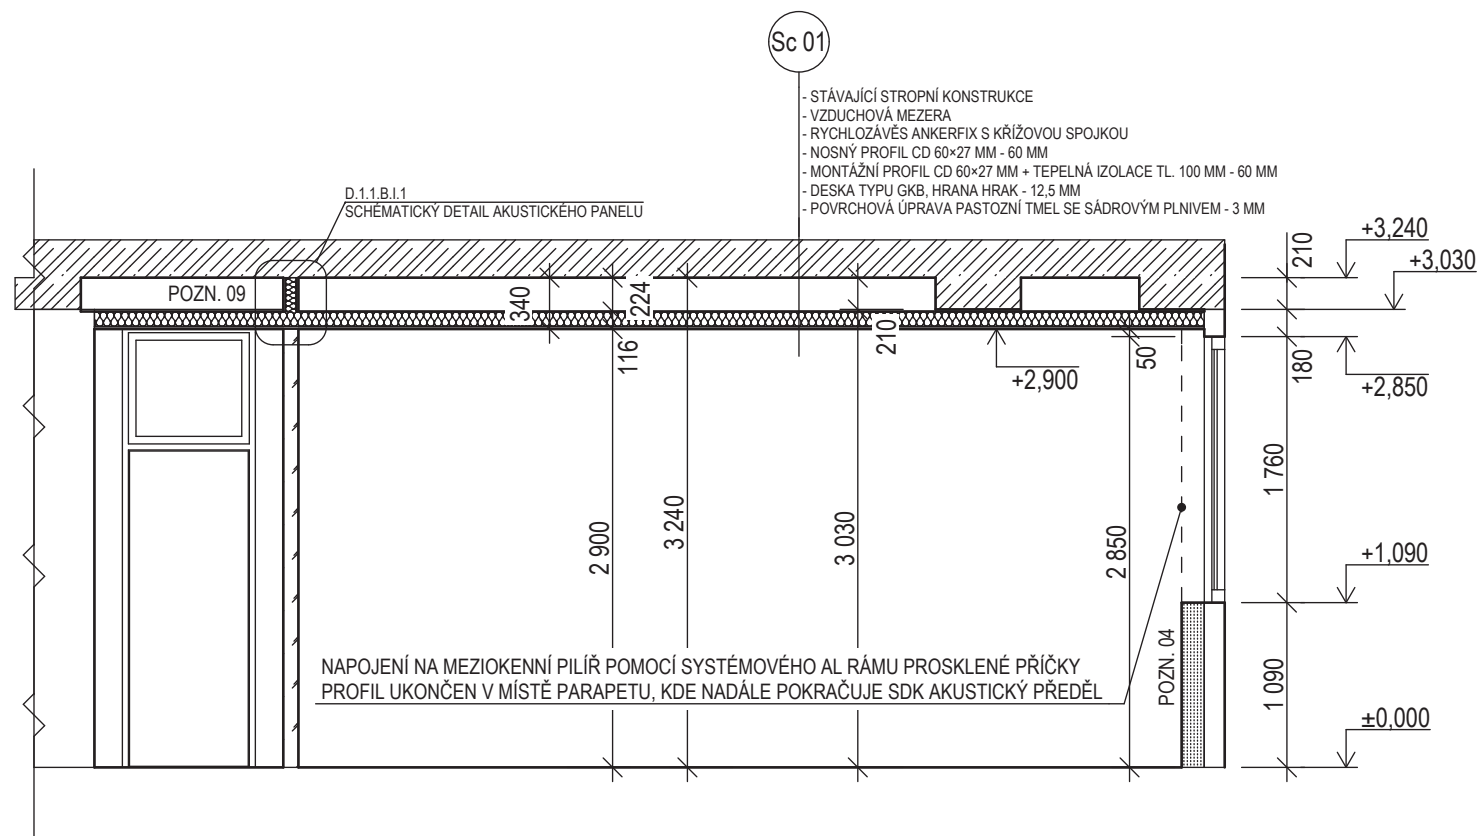 Sc 01
- STÁVAJÍCÍ STROPNÍ KONSTRUKCE
- VZDUCHOVÁ MEZERA
- RYCHLOZÁVĚS ANKERFIX S KŘÍŽOVOU SPOJKOU
- NOSNÝ PROFIL CD 60×27 MM - 60 MM
- MONTÁŽNÍ PROFIL CD 60×27 MM + TEPELNÁ IZOLACE TL. 100 MM - 60 MM
- DESKA TYPU GKB, HRANA HRAK - 12,5 MM
- POVRCHOVÁ ÚPRAVA PASTOZNÍ TMEL SE SÁDROVÝM PLNIVEM - 3 MM
D.1.1.B.I.1
SCHÉMATICKÝ DETAIL AKUSTICKÉHO PANELU
210
+3,240
+3,030
POZN. 09
340
224
210
116
+2,900
50
180
+2,850
1 760
2 900
3 240
3 030
2 850
+1,090
NAPOJENÍ NA MEZIOKENNÍ PILÍŘ POMOCÍ SYSTÉMOVÉHO AL RÁMU PROSKLENÉ PŘÍČKY
PROFIL UKONČEN V MÍSTĚ PARAPETU, KDE NADÁLE POKRAČUJE SDK AKUSTICKÝ PŘEDĚL
POZN. 04
1 090
±0,000